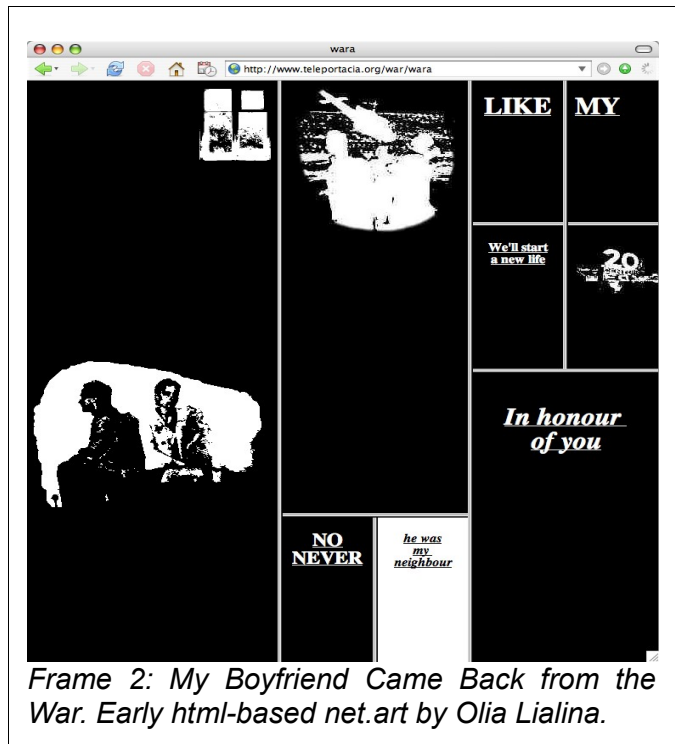 wara
http://www.teleportacia.org/war/wara
LIKE
MY
We'll start
a new life
20
In honour
of you
NO
NEVER
he was
my
neighbour
Frame 2: My Boyfriend Came Back from the
War. Early html-based net.art by Olia Lialina.